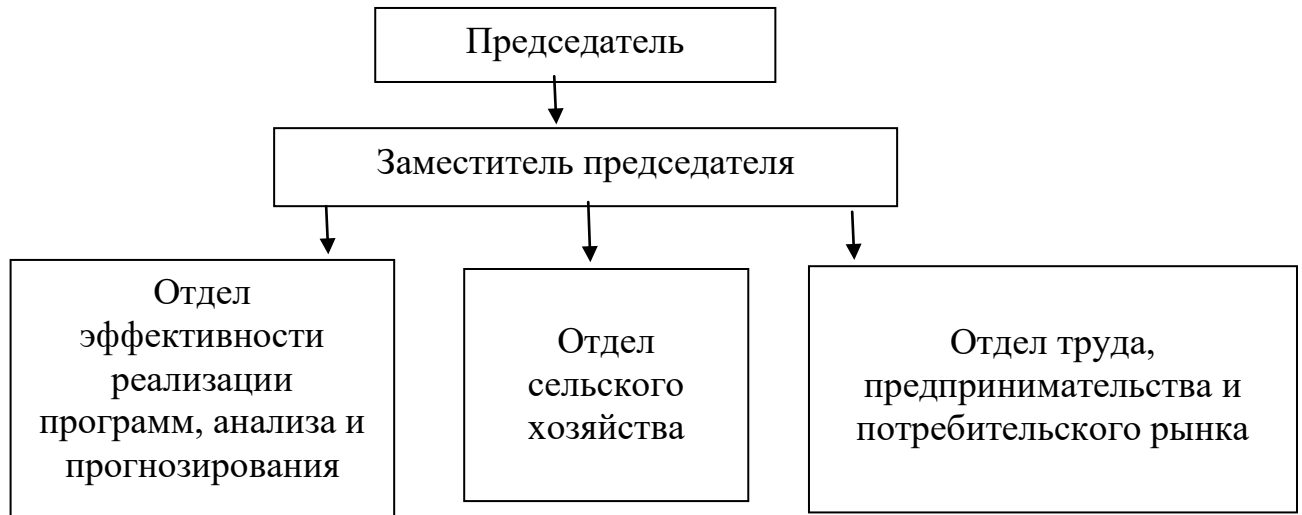 Председатель
Заместитель председателя
Отдел
эффективности
реализации
программ, анализа и
прогнозирования
Отдел
сельского
хозяйства
Отдел труда,
предпринимательства и
потребительского рынка